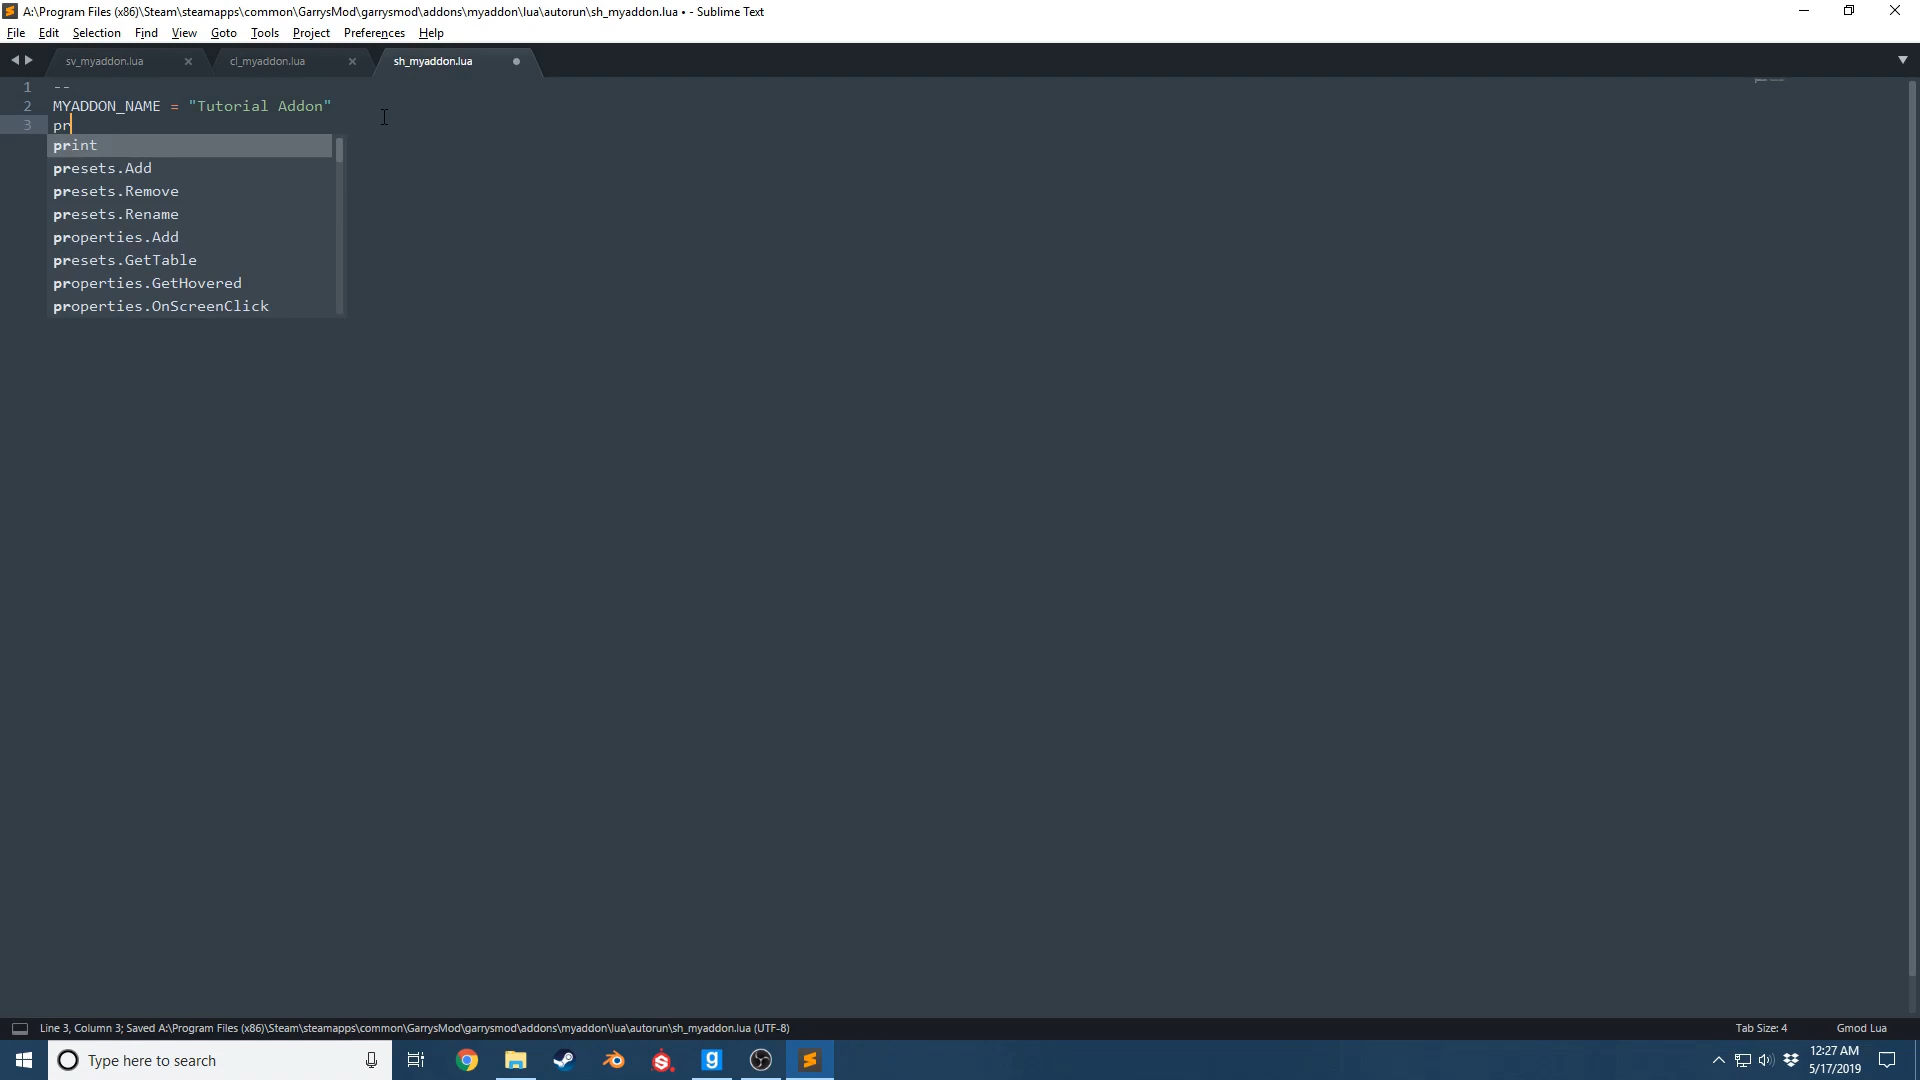 A:\Program Files (x86)\Steam\steamapps\common\GarrysMod\garrysmod\addons\myaddon\lua\autorun\sh_myaddon.lua • - Sublime Text
File Edit Selection Find View Goto Tools Project Preferences Help
sv_myaddon.lua cl_myaddon.lua sh_myaddon.lua
1 --
2 MYADDON_NAME = "Tutorial Addon"
3 pr
print
presets.Add
presets.Remove
presets.Rename
properties.Add
presets.GetTable
properties.GetHovered
properties.OnScreenClick
Line 3, Column 3; Saved A:\Program Files (x86)\Steam\steamapps\common\GarrysMod\garrysmod\addons\myaddon\lua\autorun\sh_myaddon.lua (UTF-8) Tab Size: 4 Gmod Lua
Type here to search
12:27 AM
5/17/2019